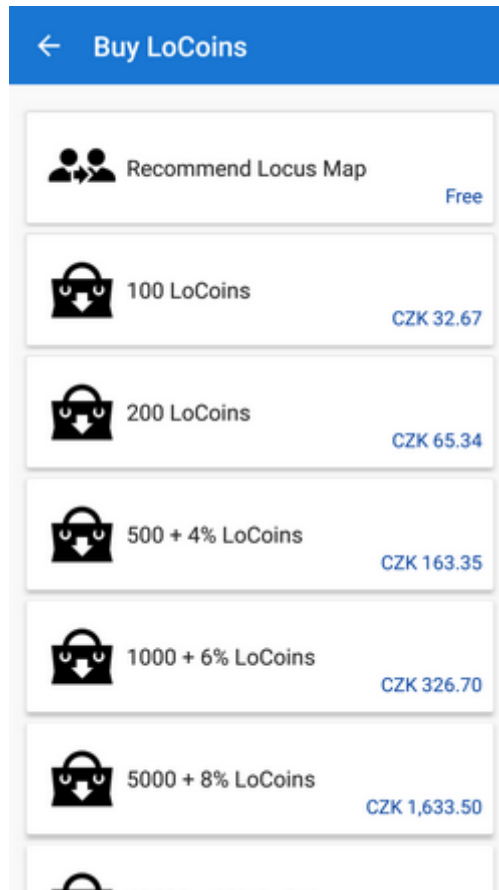 Buy LoCoins
Recommend Locus Map
Free
100 LoCoins
CZK 32.67
200 LoCoins
CZK 65.34
500 + 4% LoCoins
CZK 163.35
1000 + 6% LoCoins
CZK 326.70
5000 + 8% LoCoins
CZK 1,633.50